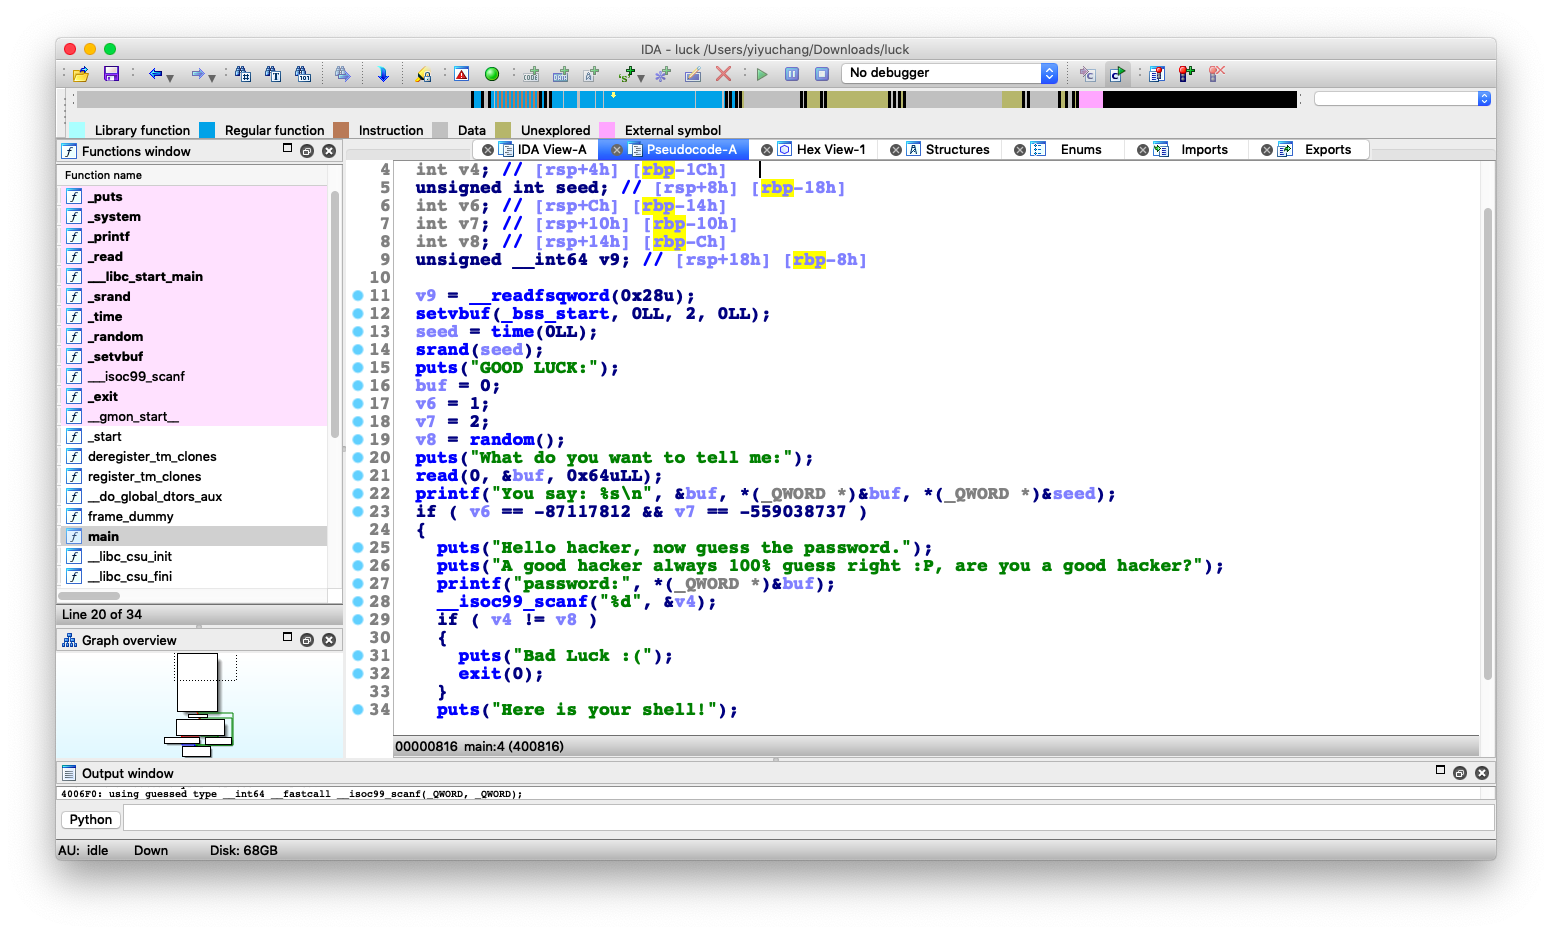 IDA - luck /Users/yiyuchang/Downloads/luck
No debugger
Library function Regular function Instruction Data Unexplored External symbol
Functions window
IDA View-A Pseudocode-A Hex View-1 Structures Enums Imports Exports
Function name
_puts
_system
_printf
_read
___libc_start_main
_srand
_time
_random
_setvbuf
___isoc99_scanf
_exit
__gmon_start__
_start
deregister_tm_clones
register_tm_clones
__do_global_dtors_aux
frame_dummy
main
__libc_csu_init
__libc_csu_fini
Line 20 of 34
Graph overview
4 int v4; // [rsp+4h] [rbp-1Ch]
5 unsigned int seed; // [rsp+8h] [rbp-18h]
6 int v6; // [rsp+Ch] [rbp-14h]
7 int v7; // [rsp+10h] [rbp-10h]
8 int v8; // [rsp+14h] [rbp-Ch]
9 unsigned __int64 v9; // [rsp+18h] [rbp-8h]
10
11 v9 = __readfsqword(0x28u);
12 setvbuf(_bss_start, 0LL, 2, 0LL);
13 seed = time(0LL);
14 srand(seed);
15 puts("GOOD LUCK:");
16 buf = 0;
17 v6 = 1;
18 v7 = 2;
19 v8 = random();
20 puts("What do you want to tell me:");
21 read(0, &buf, 0x64uLL);
22 printf("You say: %s\n", &buf, *(_QWORD *)&buf, *(_QWORD *)&seed);
23 if ( v6 == -87117812 && v7 == -559038737 )
24 {
25 puts("Hello hacker, now guess the password.");
26 puts("A good hacker always 100% guess right :P, are you a good hacker?");
27 printf("password:", *(_QWORD *)&buf);
28 __isoc99_scanf("%d", &v4);
29 if ( v4 != v8 )
30 {
31 puts("Bad Luck :(");
32 exit(0);
33 }
34 puts("Here is your shell!");
00000816 main:4 (400816)
Output window
4006F0: using guessed type __int64 __fastcall __isoc99_scanf(_QWORD, _QWORD);
Python
AU: idle Down Disk: 68GB